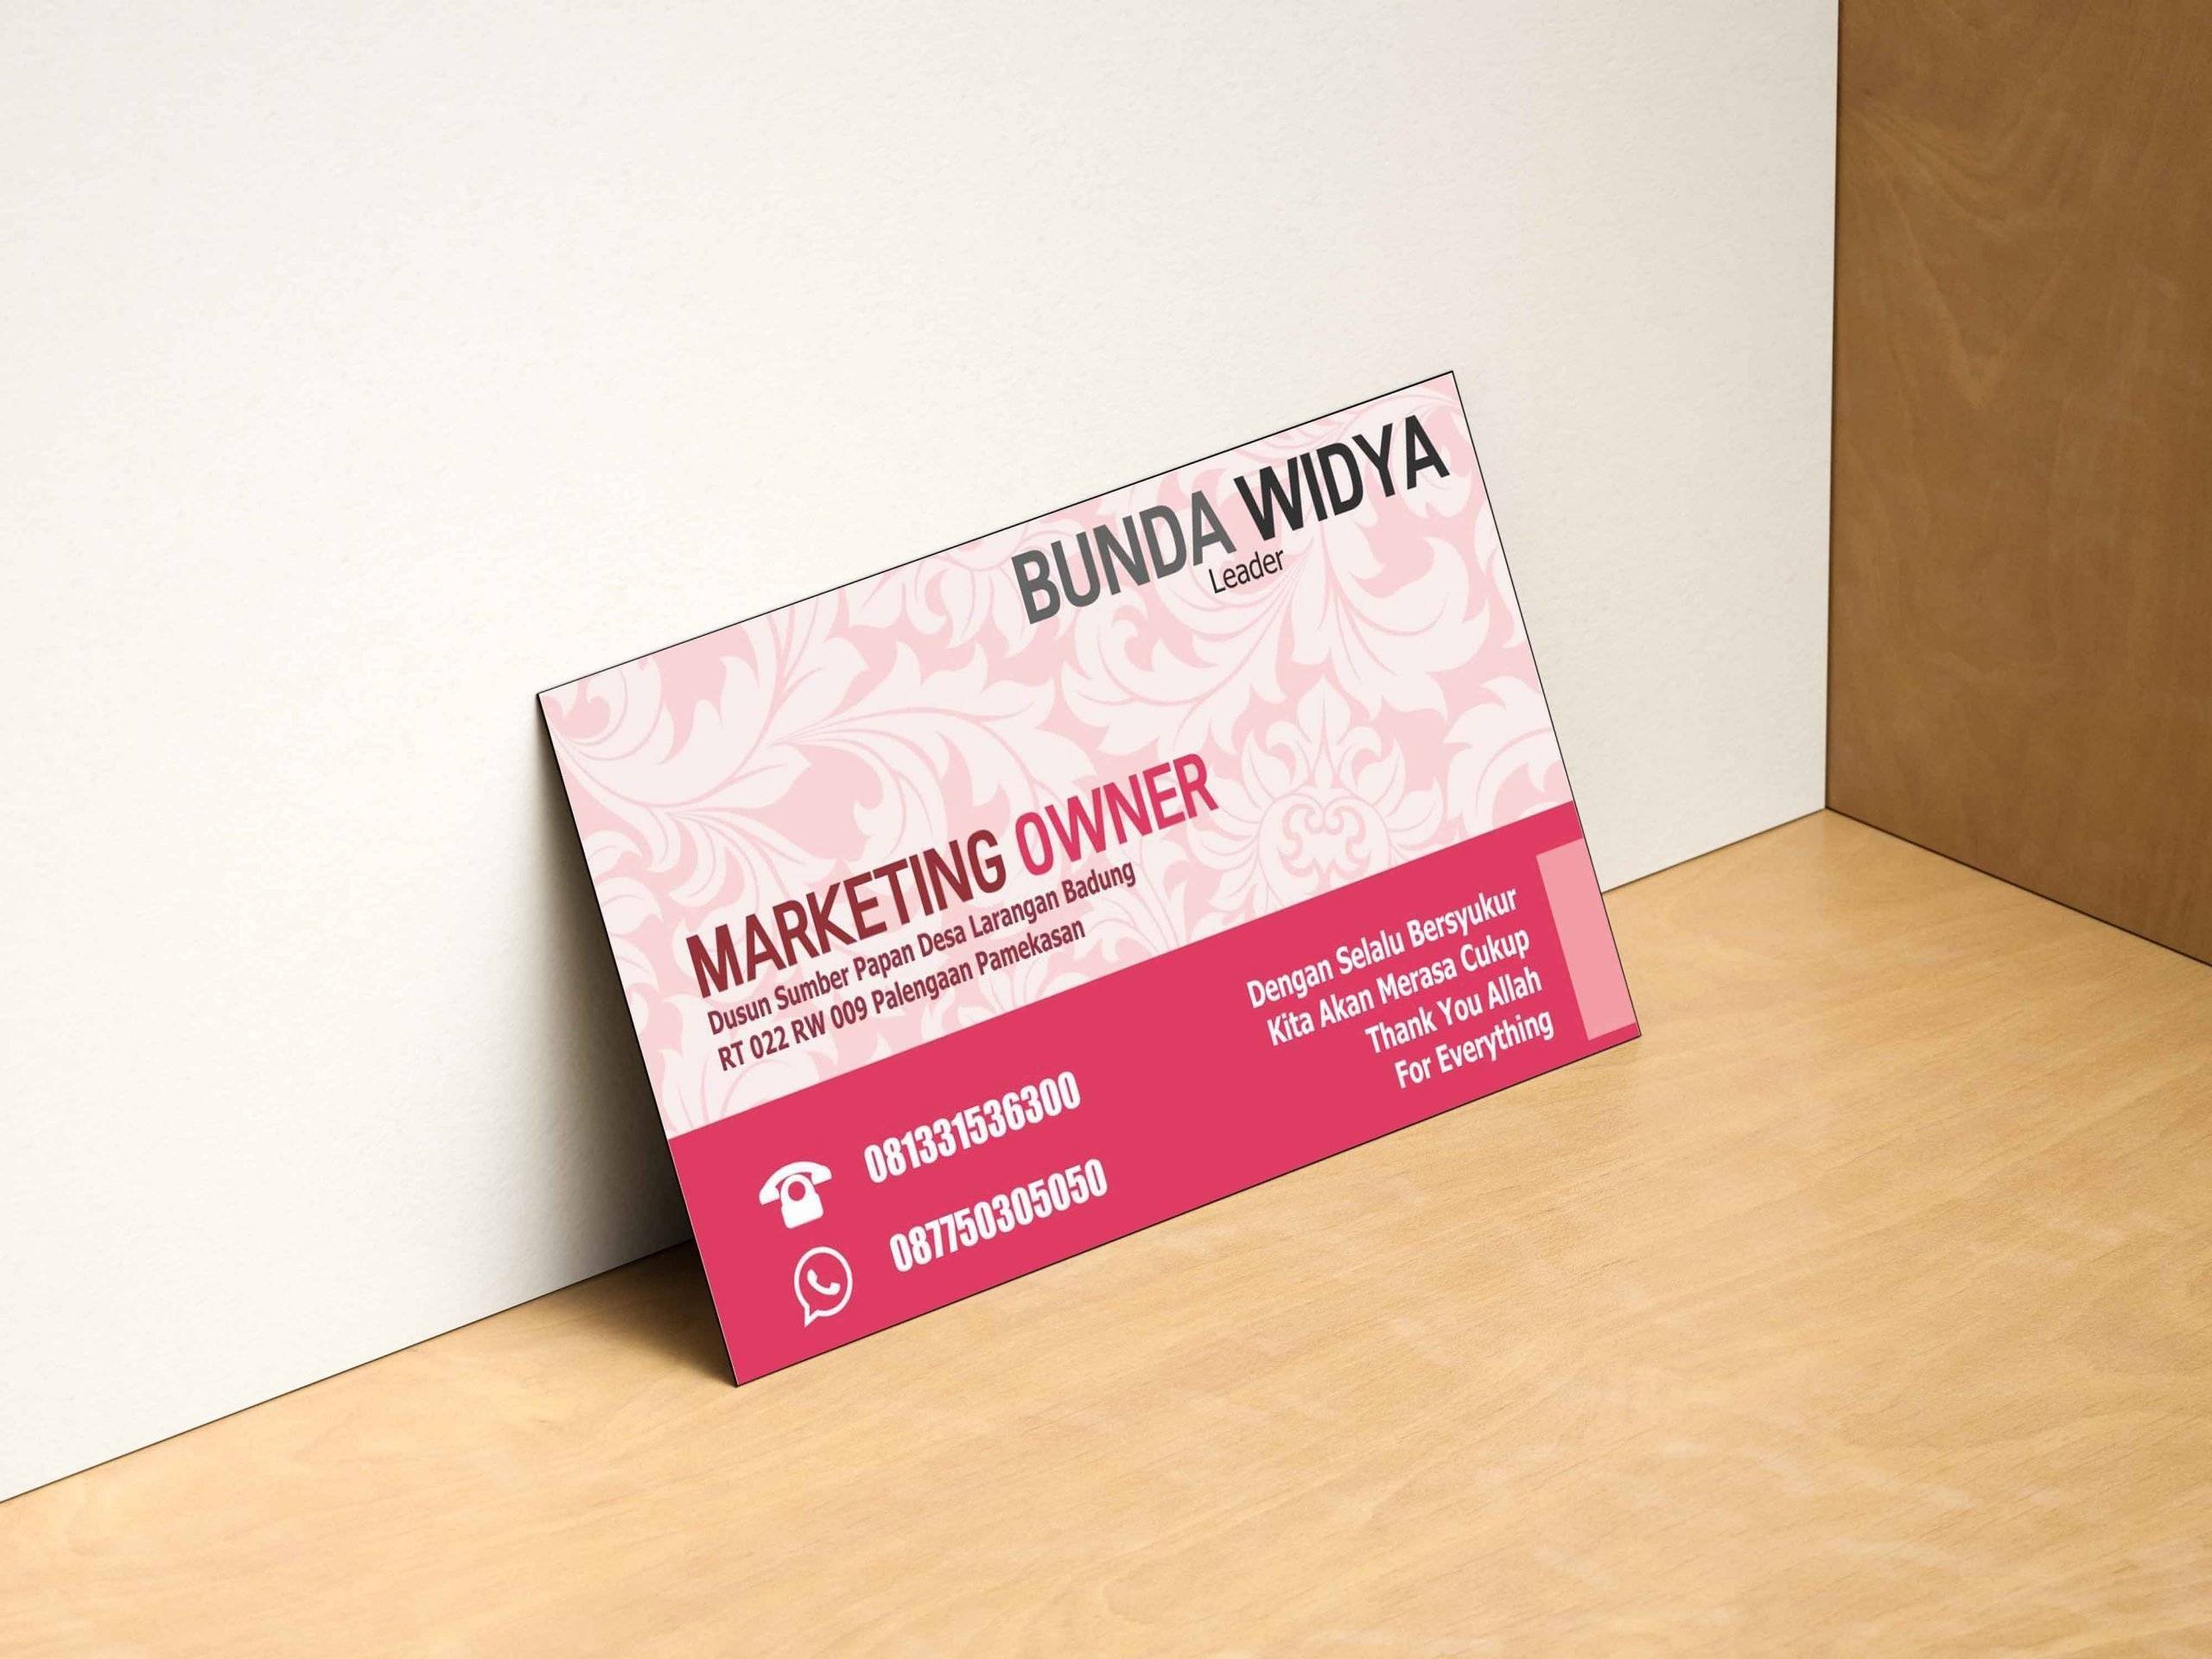 BUNDA WIDYA
Leader
MARKETING OWNER
Dusun Sumber Papan Desa Larangan Badung
RT 022 RW 009 Palengaan Pamekasan
081331536300
087750305050
Dengan Selalu Bersyukur
Kita Akan Merasa Cukup
Thank You Allah
For Everything